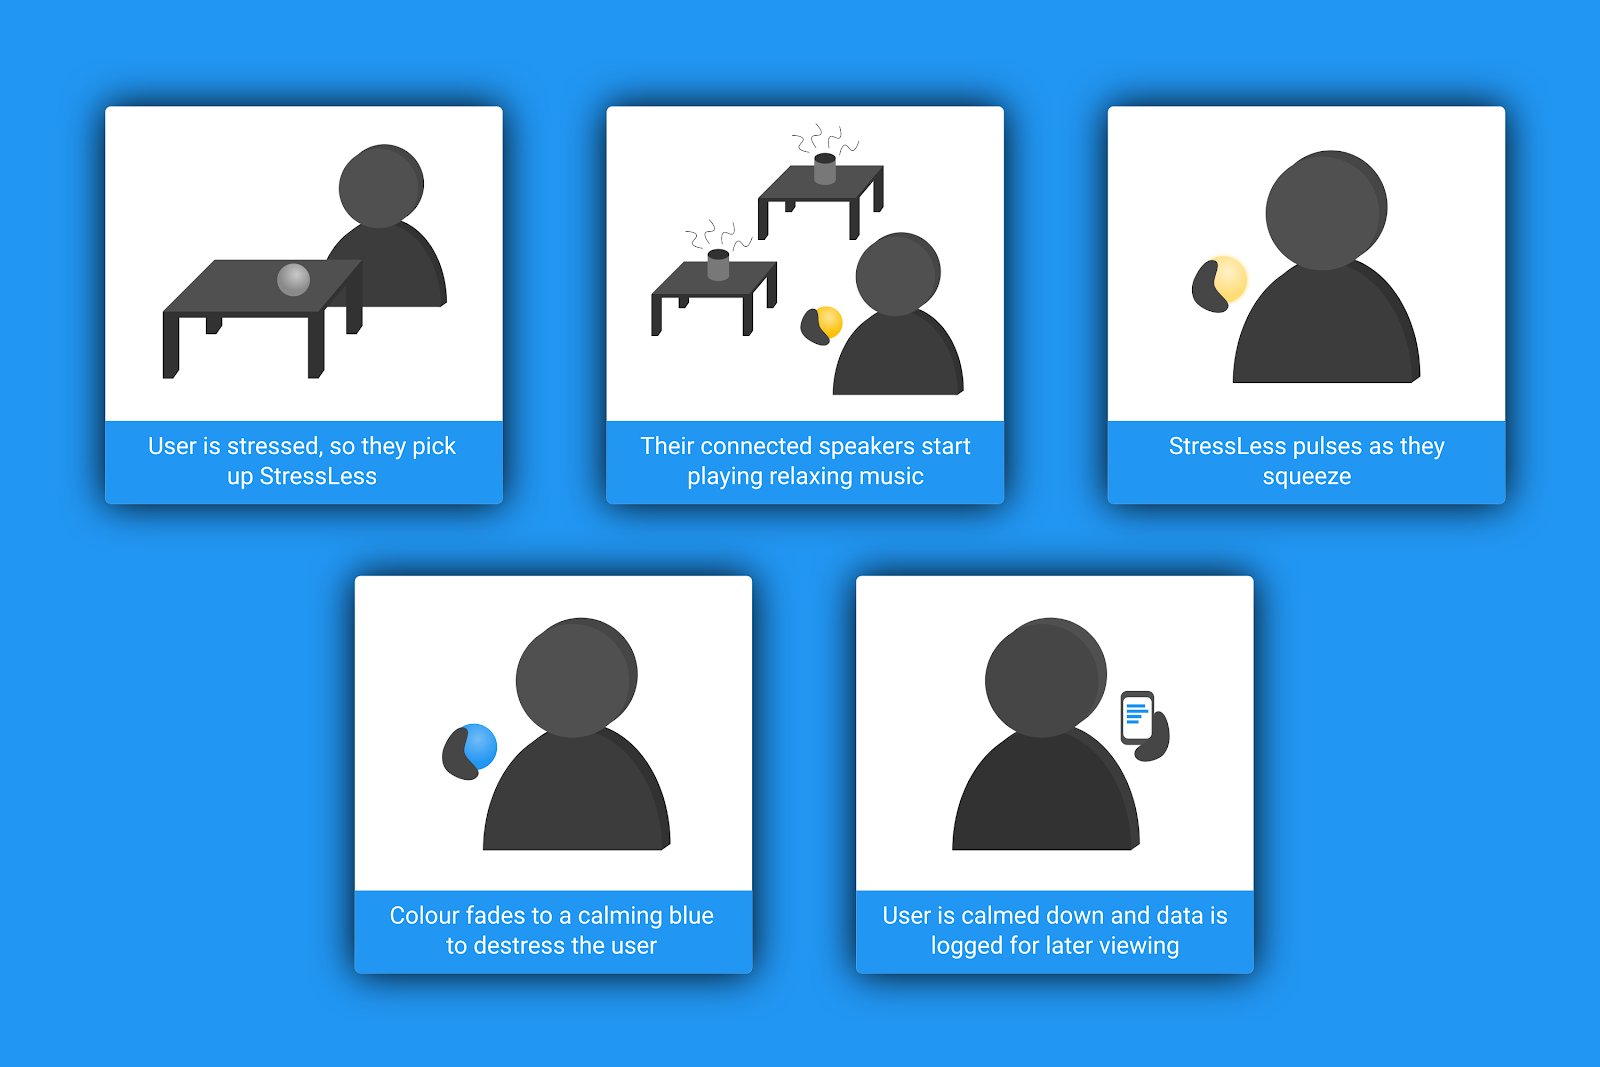 User is stressed, so they pick
up StressLess
Their connected speakers start
playing relaxing music
StressLess pulses as they
squeeze
Colour fades to a calming blue
to destress the user
User is calmed down and data is
logged for later viewing